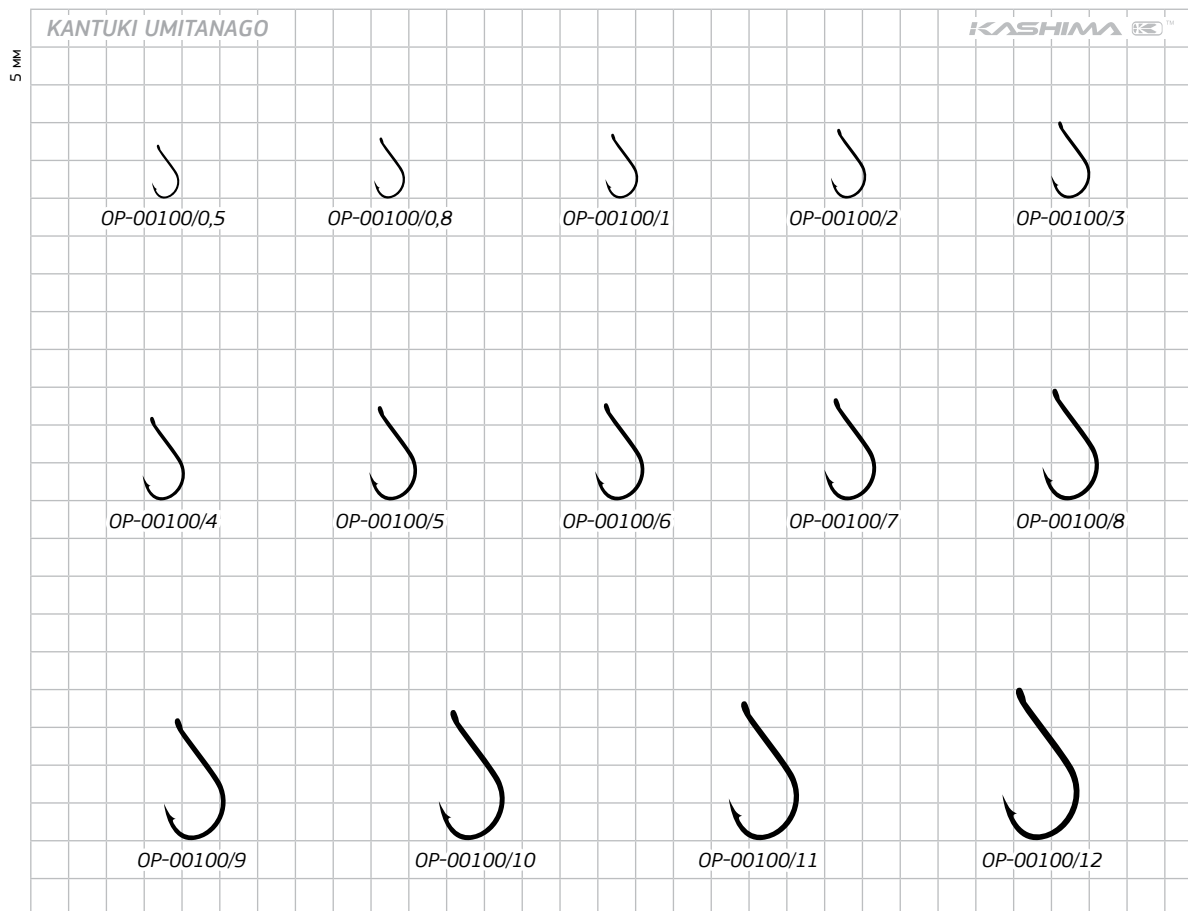 KANTUKI UMITANAGO
KASHIMA K ™
5 мм
OP-00100/0,5
OP-00100/0,8
OP-00100/1
OP-00100/2
OP-00100/3
OP-00100/4
OP-00100/5
OP-00100/6
OP-00100/7
OP-00100/8
OP-00100/9
OP-00100/10
OP-00100/11
OP-00100/12